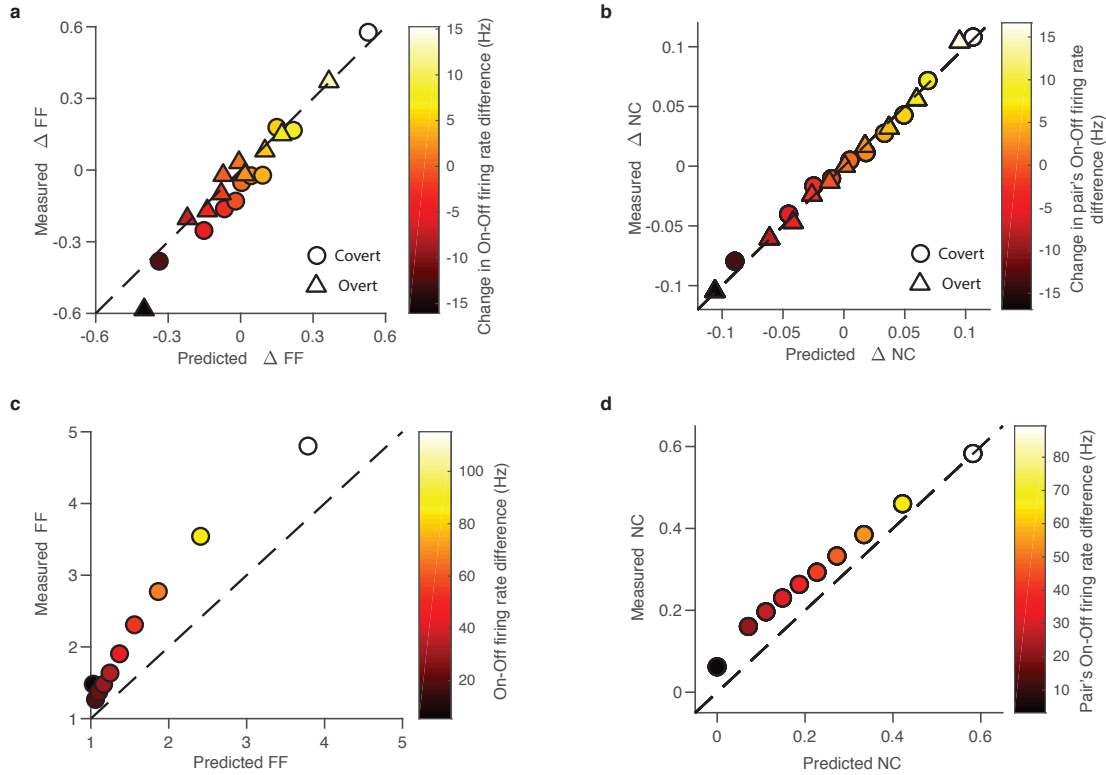 a
0.6
0.3
0
-0.3
-0.6
Measured Δ FF
-0.6 -0.3 0 0.3 0.6
Predicted Δ FF
Covert
Overt
15
10
5
0
-5
-10
-15
Change in On-Off firing rate difference (Hz)
b
0.1
0.05
0
-0.05
-0.1
Measured Δ NC
-0.1 -0.05 0 0.05 0.1
Predicted Δ NC
Covert
Overt
15
10
5
0
-5
-10
-15
Change in pair's On-Off firing rate
difference (Hz)
c
5
4
3
2
1
Measured FF
1 2 3 4 5
Predicted FF
100
80
60
40
20
On-Off firing rate difference (Hz)
d
0.6
0.4
0.2
0
Measured NC
0 0.2 0.4 0.6
Predicted NC
80
70
60
50
40
30
20
10
Pair's On-Off firing rate difference (Hz)